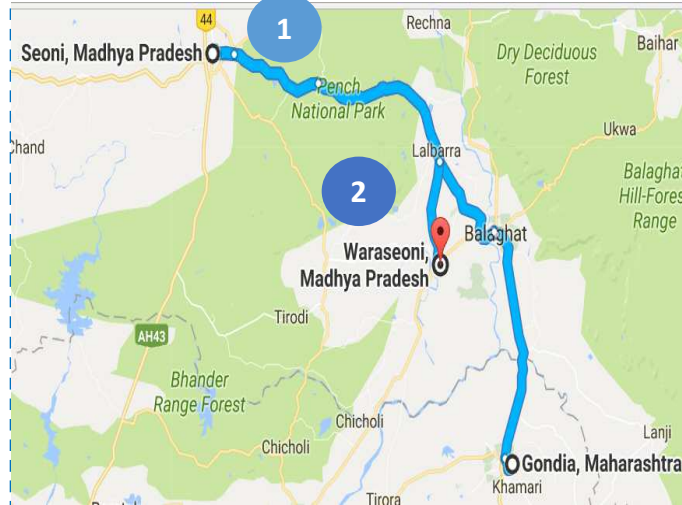 44
1
Rechna
Seoni, Madhya Pradesh
Dry Deciduous
Forest
Baihar
Pench
National Park
Chand
Ukwa
Lalbarra
2
Balaghat
Hill-Fores
Range
Balaghat
Waraseoni,
Madhya Pradesh
Tirodi
AH43
Bhander
Range Forest
Chicholi
Chicholi
Lanji
Gondia, Maharashtra
Khamari
Tirora